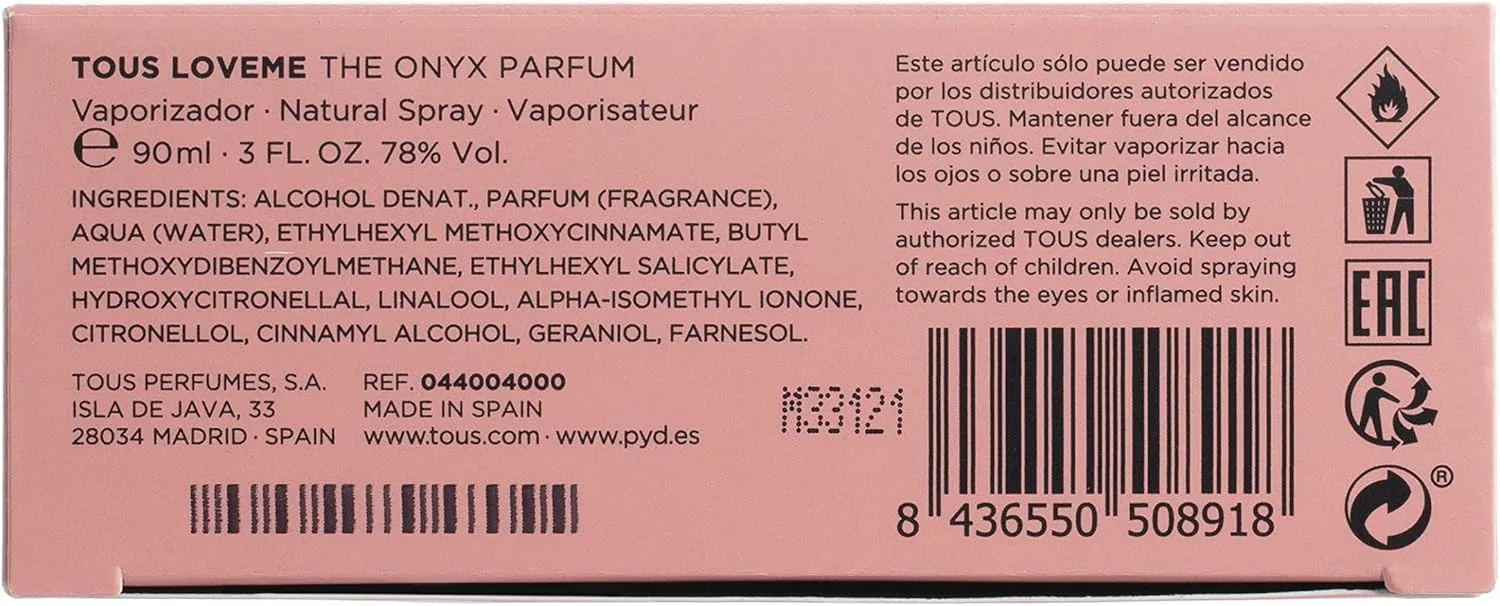 TOUS LOVEME THE ONYX PARFUM
Vaporizador · Natural Spray · Vaporisateur
℮ 90ml · 3 FL. OZ. 78% Vol.
INGREDIENTS: ALCOHOL DENAT., PARFUM (FRAGRANCE),
AQUA (WATER), ETHYLHEXYL METHOXYCINNAMATE, BUTYL
METHOXYDIBENZOYLMETHANE, ETHYLHEXYL SALICYLATE,
HYDROXYCITRONELLAL, LINALOOL, ALPHA-ISOMETHYL IONONE,
CITRONELLOL, CINNAMYL ALCOHOL, GERANIOL, FARNESOL.
TOUS PERFUMES, S.A.
ISLA DE JAVA, 33
28034 MADRID · SPAIN
REF. 044004000
MADE IN SPAIN
www.tous.com · www.pyd.es
Este artículo sólo puede ser vendido
por los distribuidores autorizados
de TOUS. Mantener fuera del alcance
de los niños. Evitar vaporizar hacia
los ojos o sobre una piel irritada.
This article may only be sold by
authorized TOUS dealers. Keep out
of reach of children. Avoid spraying
towards the eyes or inflamed skin.
M33121
8 436550 508918
EAC
®